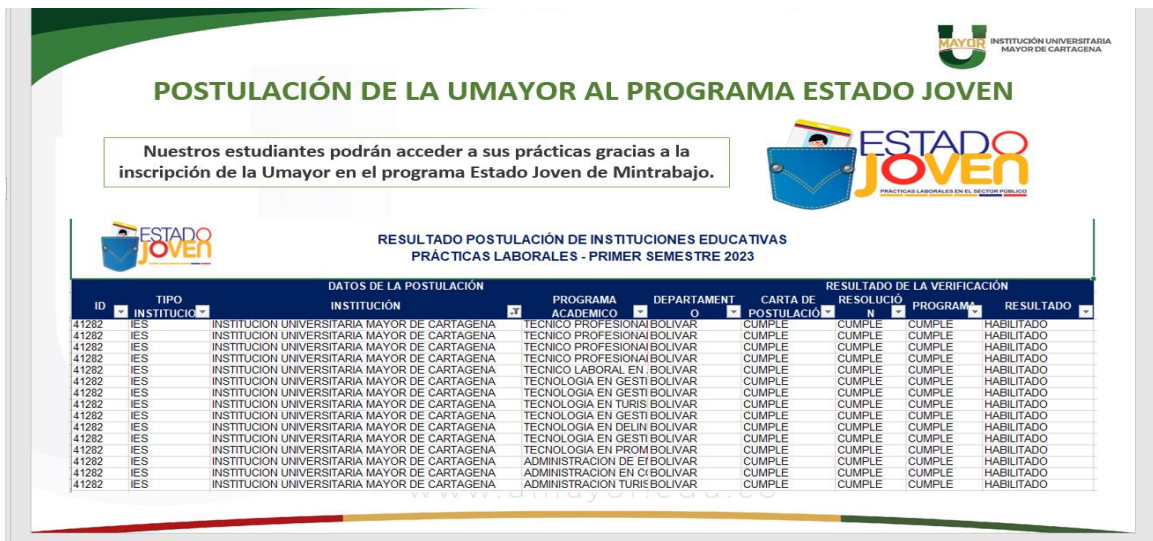 MAYOR
INSTITUCIÓN UNIVERSITARIA
MAYOR DE CARTAGENA
POSTULACIÓN DE LA UMAYOR AL PROGRAMA ESTADO JOVEN
Nuestros estudiantes podrán acceder a sus prácticas gracias a la
inscripción de la Umayor en el programa Estado Joven de Mintrabajo.
ESTADO
JOVEN
PRÁCTICAS LABORALES EN EL SECTOR PÚBLICO
ESTADO
JOVEN
RESULTADO POSTULACIÓN DE INSTITUCIONES EDUCATIVAS
PRÁCTICAS LABORALES - PRIMER SEMESTRE 2023
DATOS DE LA POSTULACIÓN RESULTADO DE LA VERIFICACIÓN
ID TIPO INSTITUCIO INSTITUCIÓN PROGRAMA ACADEMICO DEPARTAMENTO CARTA DE POSTULACIÓ RESOLUCIÓN PROGRAMA RESULTADO
41282 IES INSTITUCION UNIVERSITARIA MAYOR DE CARTAGENA TECNICO PROFESIONAL BOLIVAR CUMPLE CUMPLE CUMPLE HABILITADO
41282 IES INSTITUCION UNIVERSITARIA MAYOR DE CARTAGENA TECNICO PROFESIONAL BOLIVAR CUMPLE CUMPLE CUMPLE HABILITADO
41282 IES INSTITUCION UNIVERSITARIA MAYOR DE CARTAGENA TECNICO PROFESIONAL BOLIVAR CUMPLE CUMPLE CUMPLE HABILITADO
41282 IES INSTITUCION UNIVERSITARIA MAYOR DE CARTAGENA TECNICO PROFESIONAL BOLIVAR CUMPLE CUMPLE CUMPLE HABILITADO
41282 IES INSTITUCION UNIVERSITARIA MAYOR DE CARTAGENA TECNICO LABORAL EN BOLIVAR CUMPLE CUMPLE CUMPLE HABILITADO
41282 IES INSTITUCION UNIVERSITARIA MAYOR DE CARTAGENA TECNOLOGIA EN GESTI BOLIVAR CUMPLE CUMPLE CUMPLE HABILITADO
41282 IES INSTITUCION UNIVERSITARIA MAYOR DE CARTAGENA TECNOLOGIA EN GESTI BOLIVAR CUMPLE CUMPLE CUMPLE HABILITADO
41282 IES INSTITUCION UNIVERSITARIA MAYOR DE CARTAGENA TECNOLOGIA EN TURIS BOLIVAR CUMPLE CUMPLE CUMPLE HABILITADO
41282 IES INSTITUCION UNIVERSITARIA MAYOR DE CARTAGENA TECNOLOGIA EN GESTI BOLIVAR CUMPLE CUMPLE CUMPLE HABILITADO
41282 IES INSTITUCION UNIVERSITARIA MAYOR DE CARTAGENA TECNOLOGIA EN DELIN BOLIVAR CUMPLE CUMPLE CUMPLE HABILITADO
41282 IES INSTITUCION UNIVERSITARIA MAYOR DE CARTAGENA TECNOLOGIA EN GESTI BOLIVAR CUMPLE CUMPLE CUMPLE HABILITADO
41282 IES INSTITUCION UNIVERSITARIA MAYOR DE CARTAGENA TECNOLOGIA EN PROM BOLIVAR CUMPLE CUMPLE CUMPLE HABILITADO
41282 IES INSTITUCION UNIVERSITARIA MAYOR DE CARTAGENA ADMINISTRACION DE BOLIVAR CUMPLE CUMPLE CUMPLE HABILITADO
41282 IES INSTITUCION UNIVERSITARIA MAYOR DE CARTAGENA ADMINISTRACION EN BOLIVAR CUMPLE CUMPLE CUMPLE HABILITADO
41282 IES INSTITUCION UNIVERSITARIA MAYOR DE CARTAGENA ADMINISTRACION TURIS BOLIVAR CUMPLE CUMPLE CUMPLE HABILITADO
www.umayor.edu.co